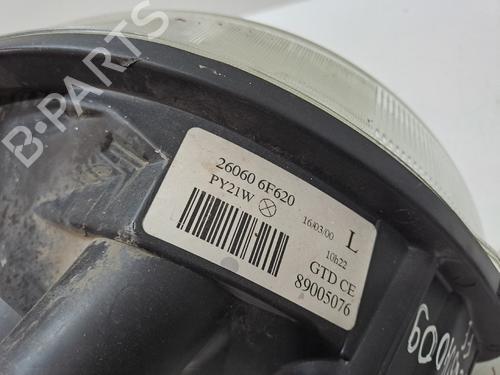 B-PARTS
26060 6F620
PY21W
16/03/00
L
10h22
GTD CE
89005076